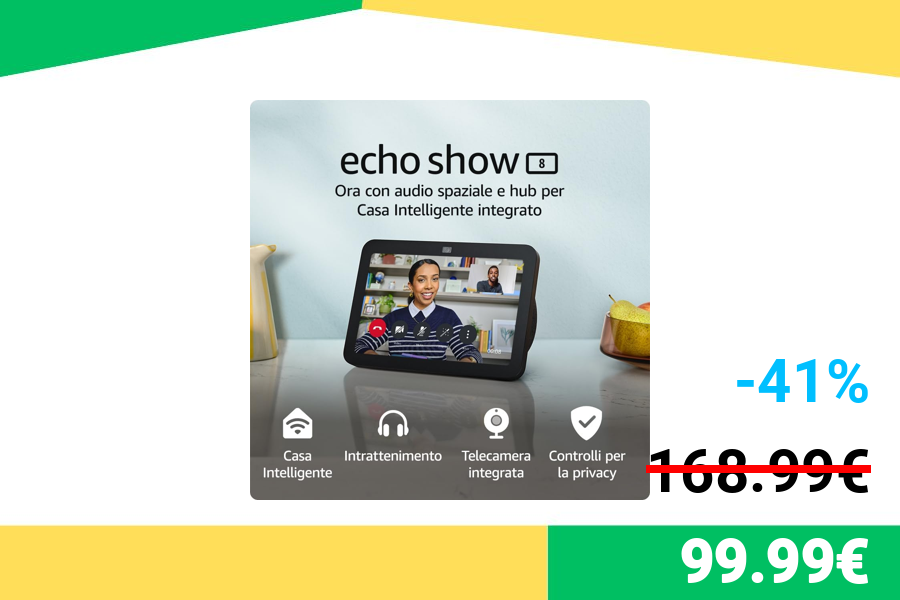 echo show 8
Ora con audio spaziale e hub per
Casa Intelligente integrato
Casa
Intelligente
Intrattenimento
Telecamera
integrata
Controlli per
la privacy
-41%
168.99€
99.99€